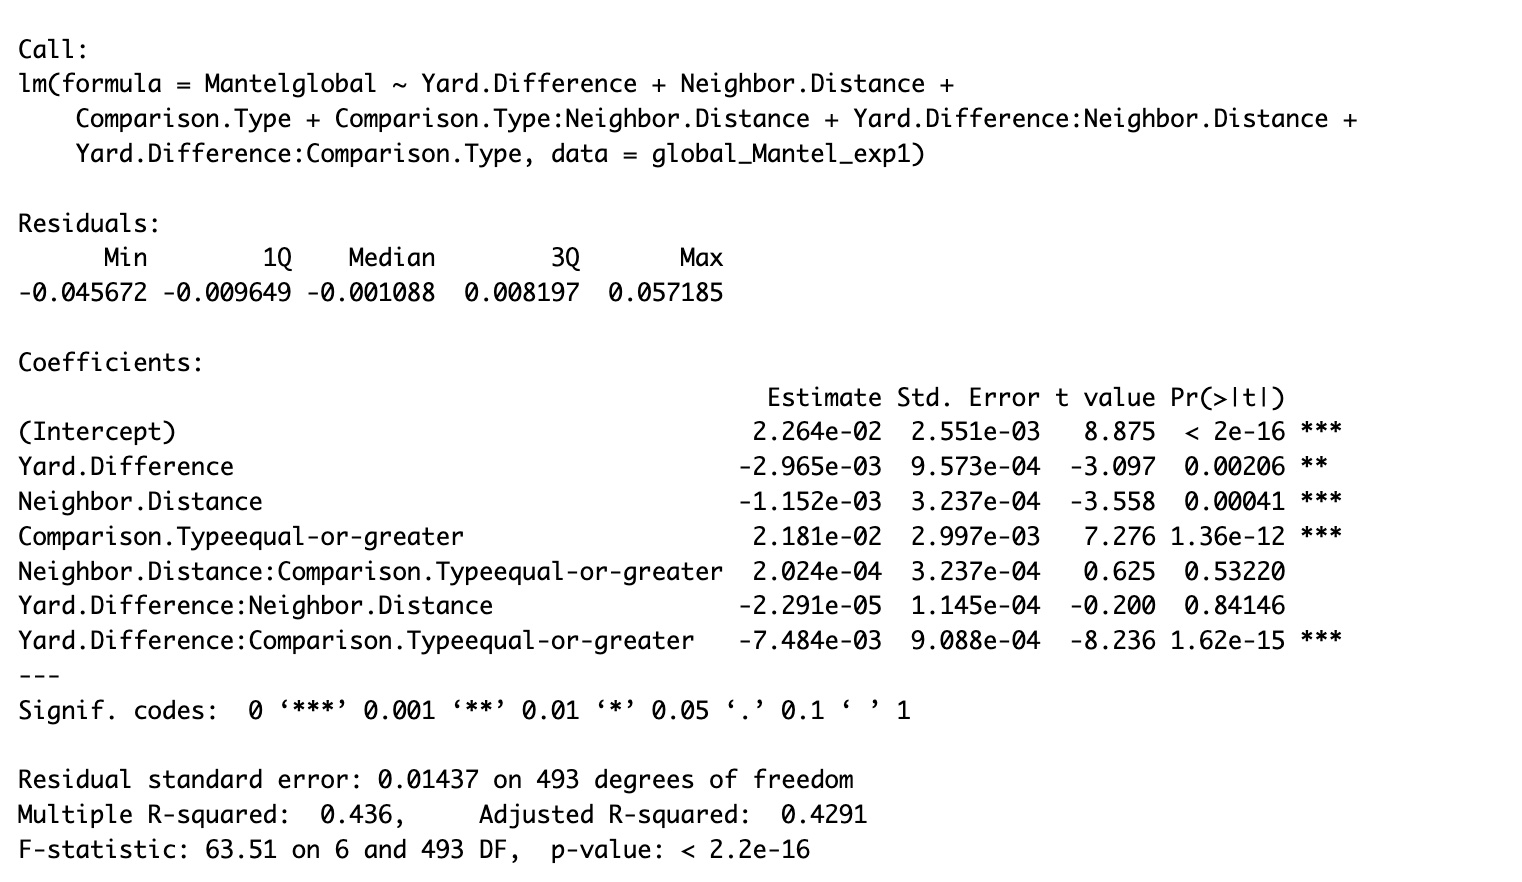 Call:
lm(formula = Mantelglobal ~ Yard.Difference + Neighbor.Distance +
    Comparison.Type + Comparison.Type:Neighbor.Distance + Yard.Difference:Neighbor.Distance +
    Yard.Difference:Comparison.Type, data = global_Mantel_exp1)

Residuals:
      Min        1Q    Median        3Q       Max
-0.045672 -0.009649 -0.001088  0.008197  0.057185

Coefficients:
                                                    Estimate Std. Error t value Pr(>|t|)
(Intercept)                                        2.264e-02  2.551e-03   8.875  < 2e-16 ***
Yard.Difference                                   -2.965e-03  9.573e-04  -3.097  0.00206 **
Neighbor.Distance                                 -1.152e-03  3.237e-04  -3.558  0.00041 ***
Comparison.Typeequal-or-greater                    2.181e-02  2.997e-03   7.276 1.36e-12 ***
Neighbor.Distance:Comparison.Typeequal-or-greater  2.024e-04  3.237e-04   0.625  0.53220
Yard.Difference:Neighbor.Distance                 -2.291e-05  1.145e-04  -0.200  0.84146
Yard.Difference:Comparison.Typeequal-or-greater   -7.484e-03  9.088e-04  -8.236 1.62e-15 ***
---
Signif. codes:  0 ‘***’ 0.001 ‘**’ 0.01 ‘*’ 0.05 ‘.’ 0.1 ‘ ’ 1

Residual standard error: 0.01437 on 493 degrees of freedom
Multiple R-squared:  0.436,     Adjusted R-squared:  0.4291
F-statistic: 63.51 on 6 and 493 DF,  p-value: < 2.2e-16